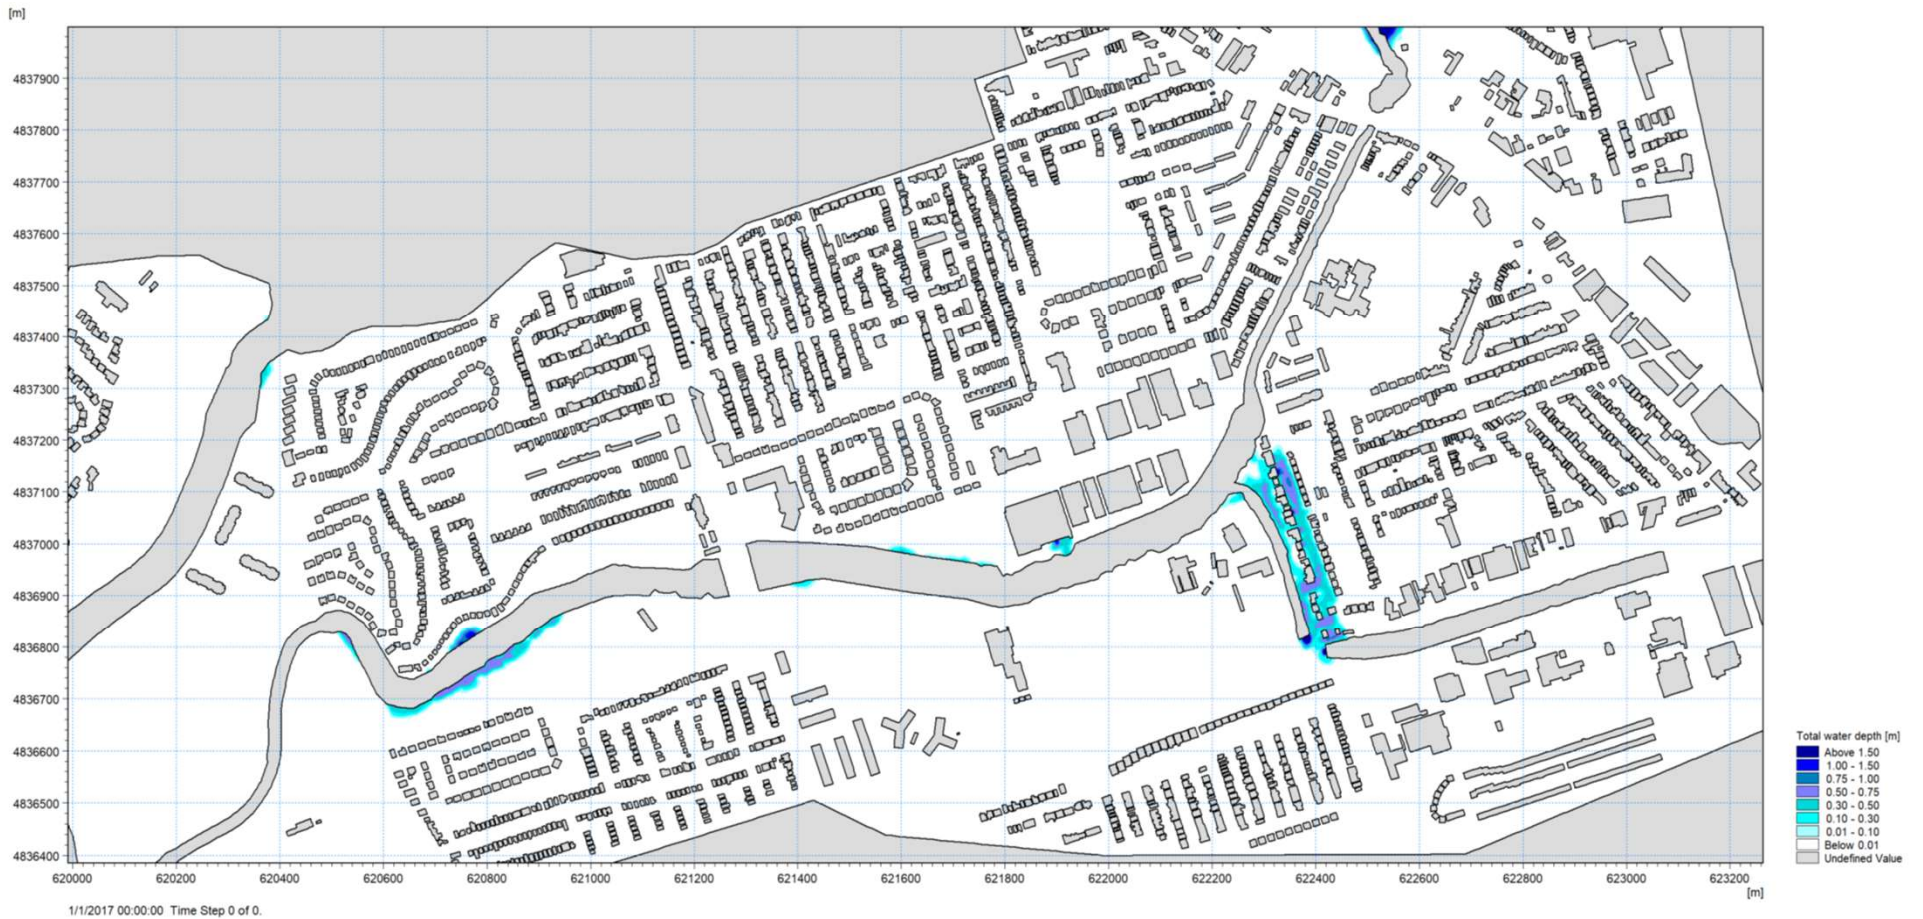 [m]
4837900
4837800
4837700
4837600
4837500
4837400
4837300
4837200
4837100
4837000
4836900
4836800
4836700
4836600
4836500
4836400
620000 620200 620400 620600 620800 621000 621200 621400 621600 621800 622000 622200 622400 622600 622800 623000 623200
[m]
1/1/2017 00:00:00 Time Step 0 of 0.
Total water depth [m]
Above 1.50
1.00 - 1.50
0.75 - 1.00
0.50 - 0.75
0.30 - 0.50
0.10 - 0.30
0.01 - 0.10
Below 0.01
Undefined Value